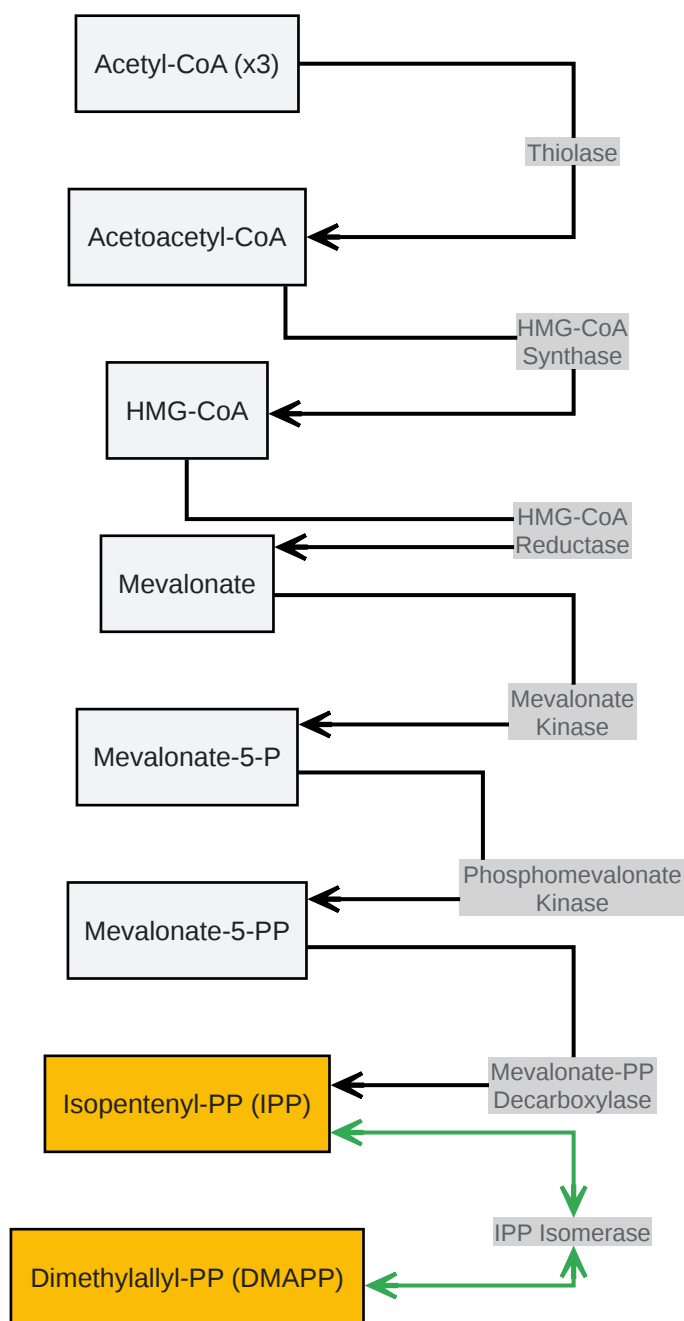 Acetyl-CoA (x3)
Thiolase
Acetoacetyl-CoA
HMG-CoA
Synthase
HMG-CoA
HMG-CoA
Reductase
Mevalonate
Mevalonate
Kinase
Mevalonate-5-P
Phosphomevalonate
Kinase
Mevalonate-5-PP
Mevalonate-PP
Decarboxylase
Isopentenyl-PP (IPP)
IPP Isomerase
Dimethylallyl-PP (DMAPP)